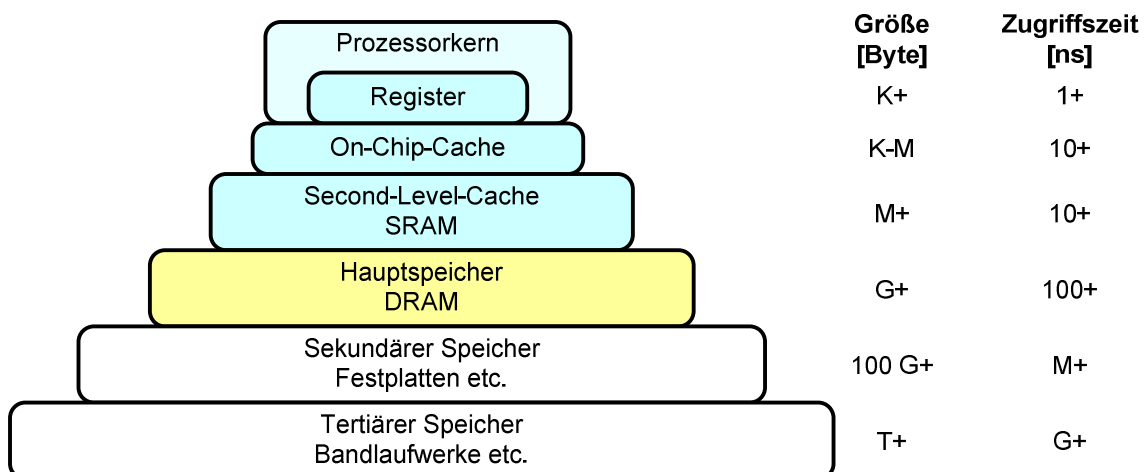 Größe Zugriffszeit
[Byte] [ns]
Prozessorkern
Register K+ 1+
On-Chip-Cache K-M 10+
Second-Level-Cache
SRAM M+ 10+
Hauptspeicher
DRAM G+ 100+
Sekundärer Speicher
Festplatten etc. 100 G+ M+
Tertiärer Speicher
Bandlaufwerke etc. T+ G+